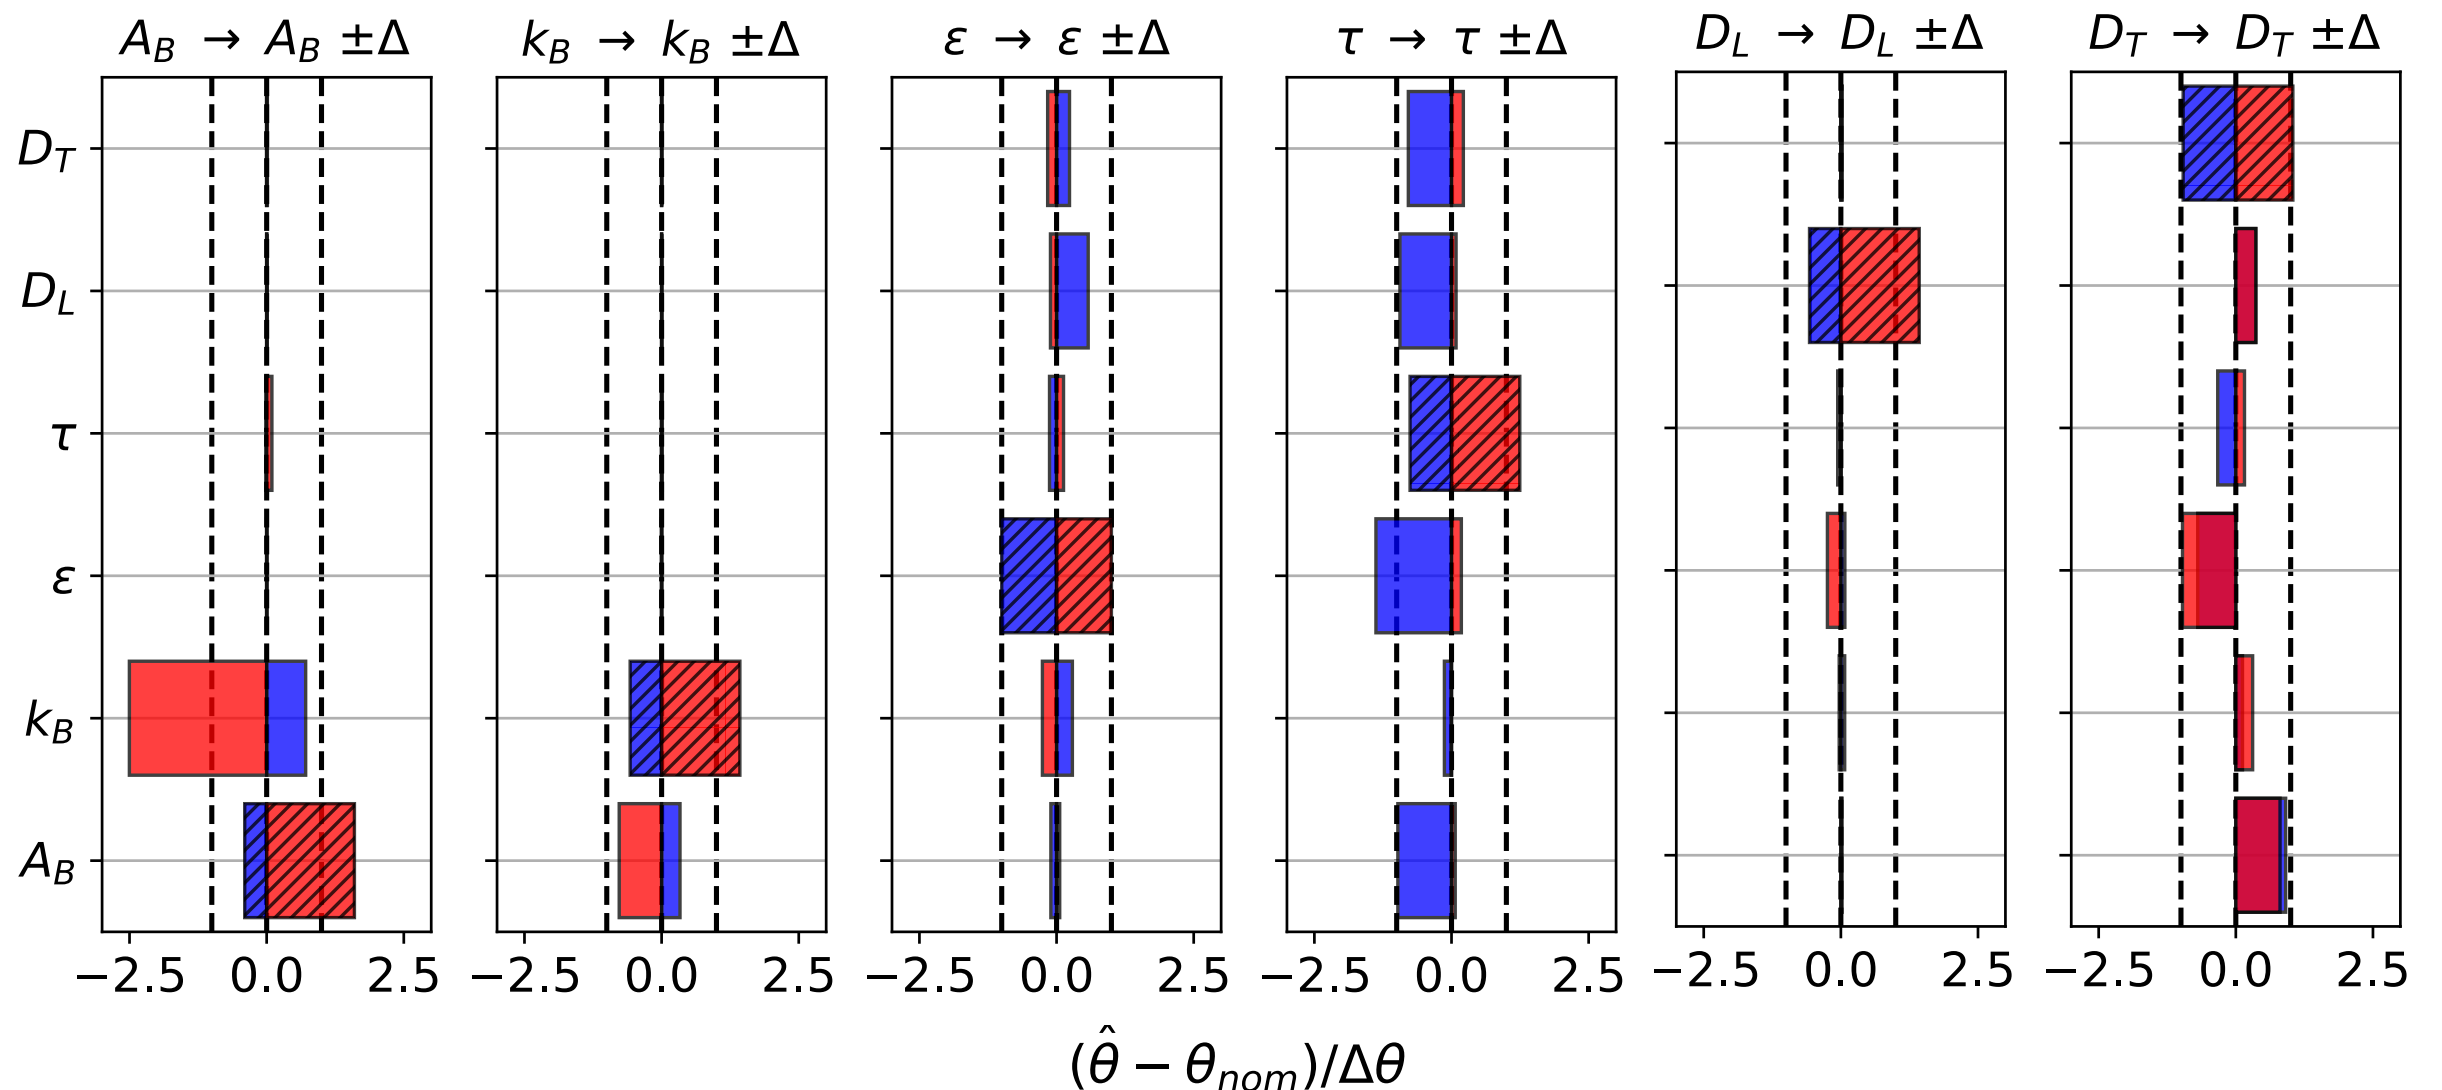 A_B → A_B ±Δ k_B → k_B ±Δ ε → ε ±Δ τ → τ ±Δ D_L → D_L ±Δ D_T → D_T ±Δ
D_T
D_L
τ
ε
k_B
A_B
−2.5 0.0 2.5 −2.5 0.0 2.5 −2.5 0.0 2.5 −2.5 0.0 2.5 −2.5 0.0 2.5 −2.5 0.0 2.5
(θ̂ − θ_nom)/Δθ